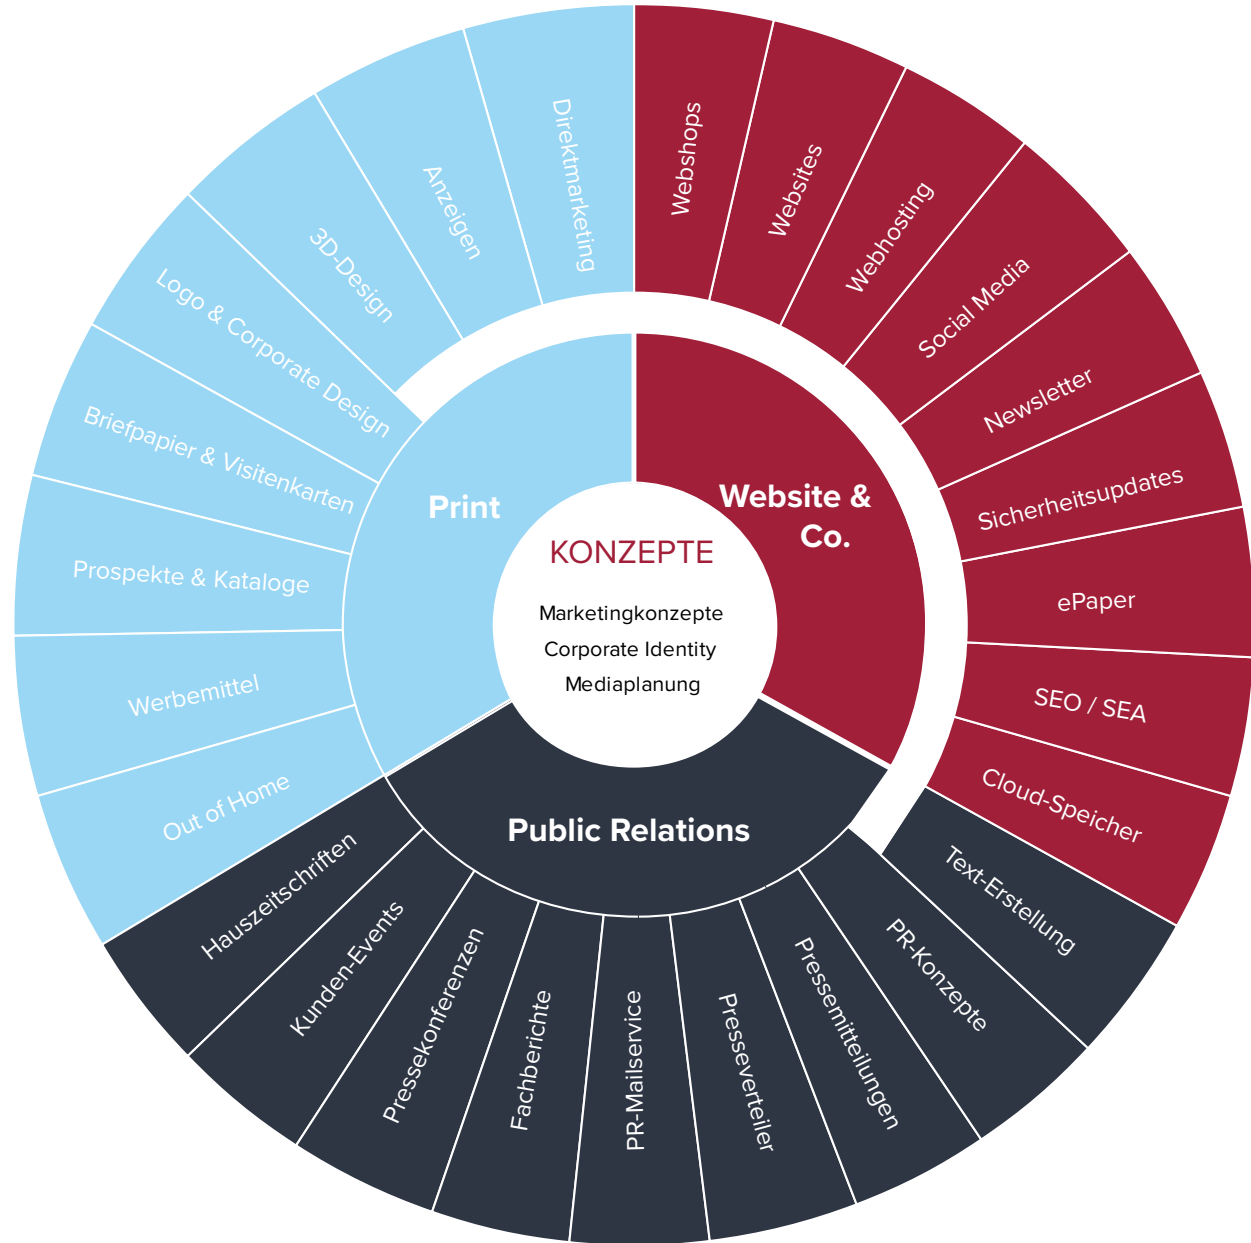 KONZEPTE
Marketingkonzepte
Corporate Identity
Mediaplanung
Website &
Co.
Webshops
Websites
Webhosting
Social Media
Newsletter
Sicherheitsupdates
ePaper
SEO / SEA
Cloud-Speicher
Public Relations
Text-Erstellung
PR-Konzepte
Pressemitteilungen
Presseverteiler
PR-Mailservice
Fachberichte
Pressekonferenzen
Kunden-Events
Hauszeitschriften
Print
Out of Home
Werbemittel
Prospekte & Kataloge
Briefpapier & Visitenkarten
Logo & Corporate Design
3D-Design
Anzeigen
Direktmarketing